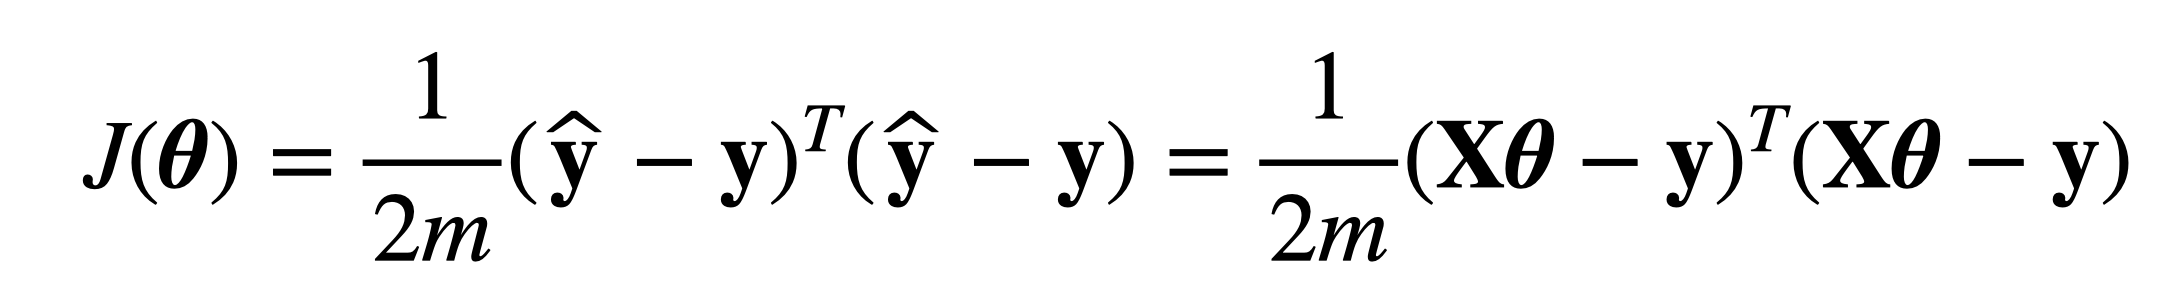 J(𝜽) = 1/2m (ŷ − y)ᵀ(ŷ − y) = 1/2m (X𝜽 − y)ᵀ(X𝜽 − y)